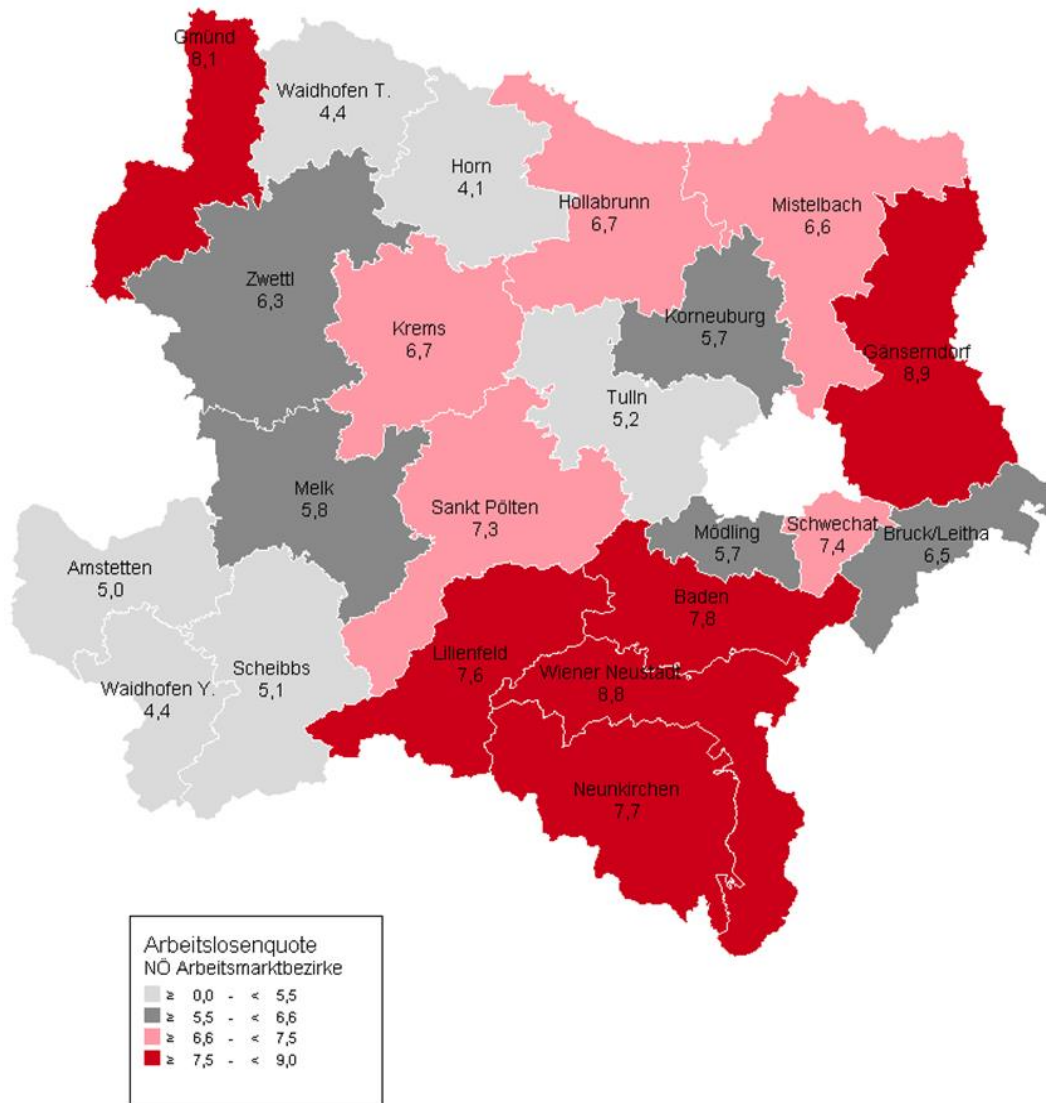 Gmünd
8,1
Waidhofen T.
4,4
Horn
4,1
Hollabrunn
6,7
Mistelbach
6,6
Zwettl
6,3
Krems
6,7
Korneuburg
5,7
Gänserndorf
8,9
Tulln
5,2
Melk
5,8
Sankt Pölten
7,3
Mödling
5,7
Schwechat
7,4
Bruck/Leitha
6,5
Amstetten
5,0
Baden
7,8
Lilienfeld
7,6
Scheibbs
5,1
Wiener Neustadt
8,8
Waidhofen Y.
4,4
Neunkirchen
7,7
Arbeitslosenquote
NÖ Arbeitsmarktbezirke
≥ 0,0 - < 5,5
≥ 5,5 - < 6,6
≥ 6,6 - < 7,5
≥ 7,5 - < 9,0